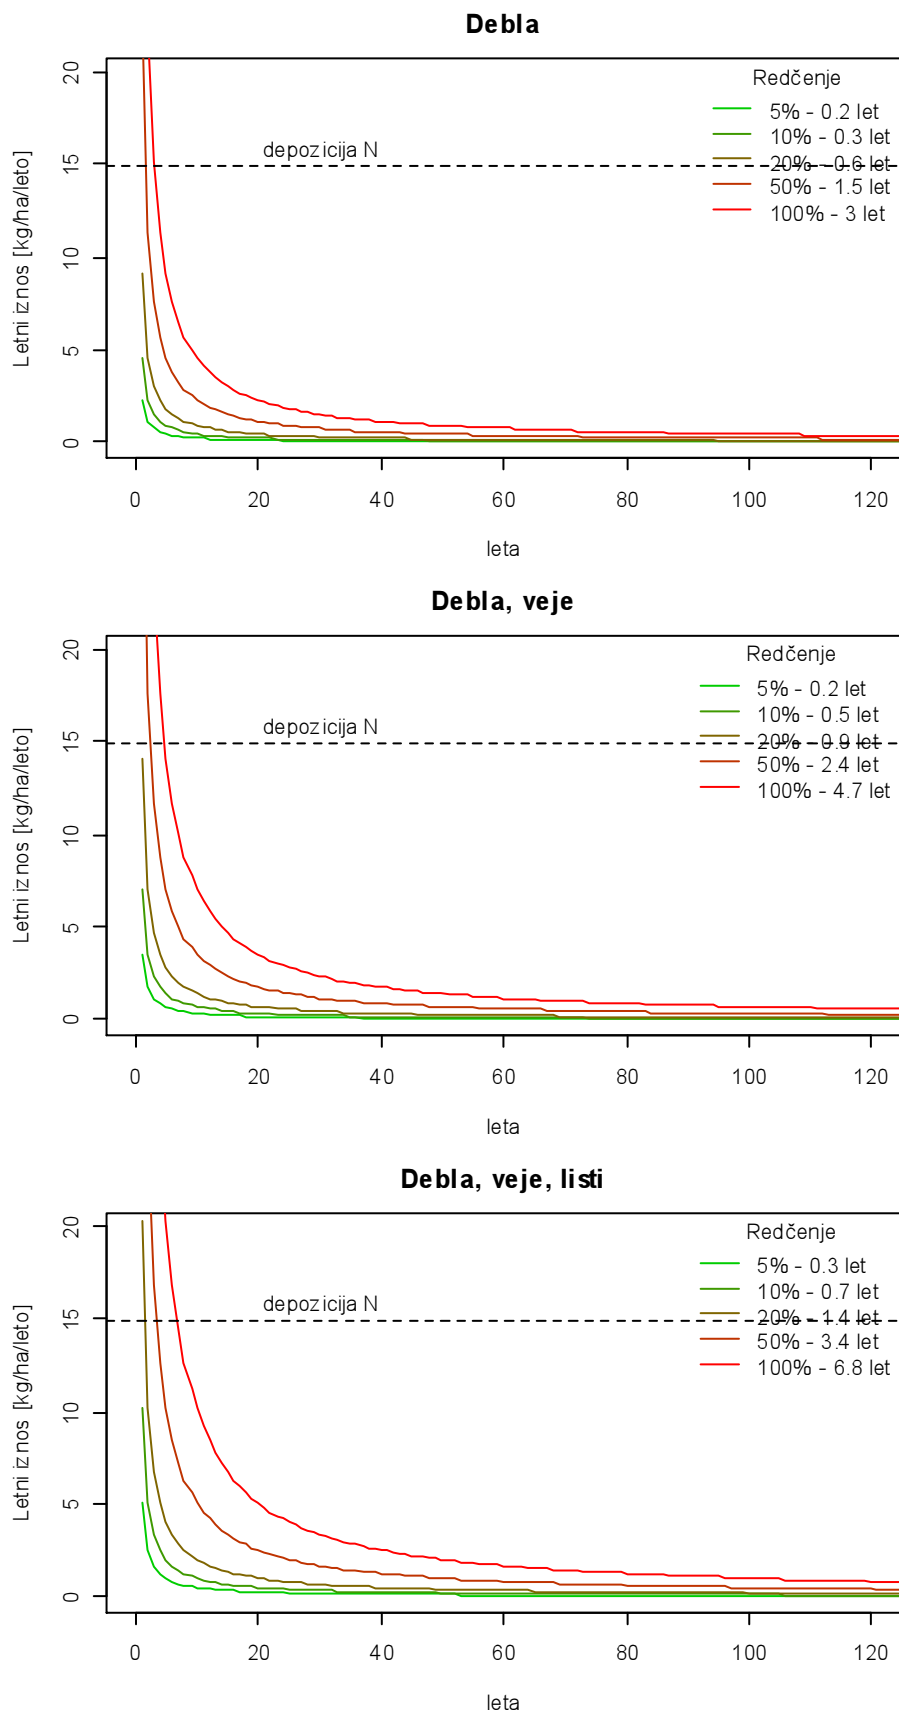 Debla
Letni iznos [kg/ha/leto]
20
15
10
5
0
depozicija N
Redčenje
5% - 0.2 let
10% - 0.3 let
20% - 0.6 let
50% - 1.5 let
100% - 3 let
0 20 40 60 80 100 120
leta
Debla, veje
Letni iznos [kg/ha/leto]
20
15
10
5
0
depozicija N
Redčenje
5% - 0.2 let
10% - 0.5 let
20% - 0.9 let
50% - 2.4 let
100% - 4.7 let
0 20 40 60 80 100 120
leta
Debla, veje, listi
Letni iznos [kg/ha/leto]
20
15
10
5
0
depozicija N
Redčenje
5% - 0.3 let
10% - 0.7 let
20% - 1.4 let
50% - 3.4 let
100% - 6.8 let
0 20 40 60 80 100 120
leta